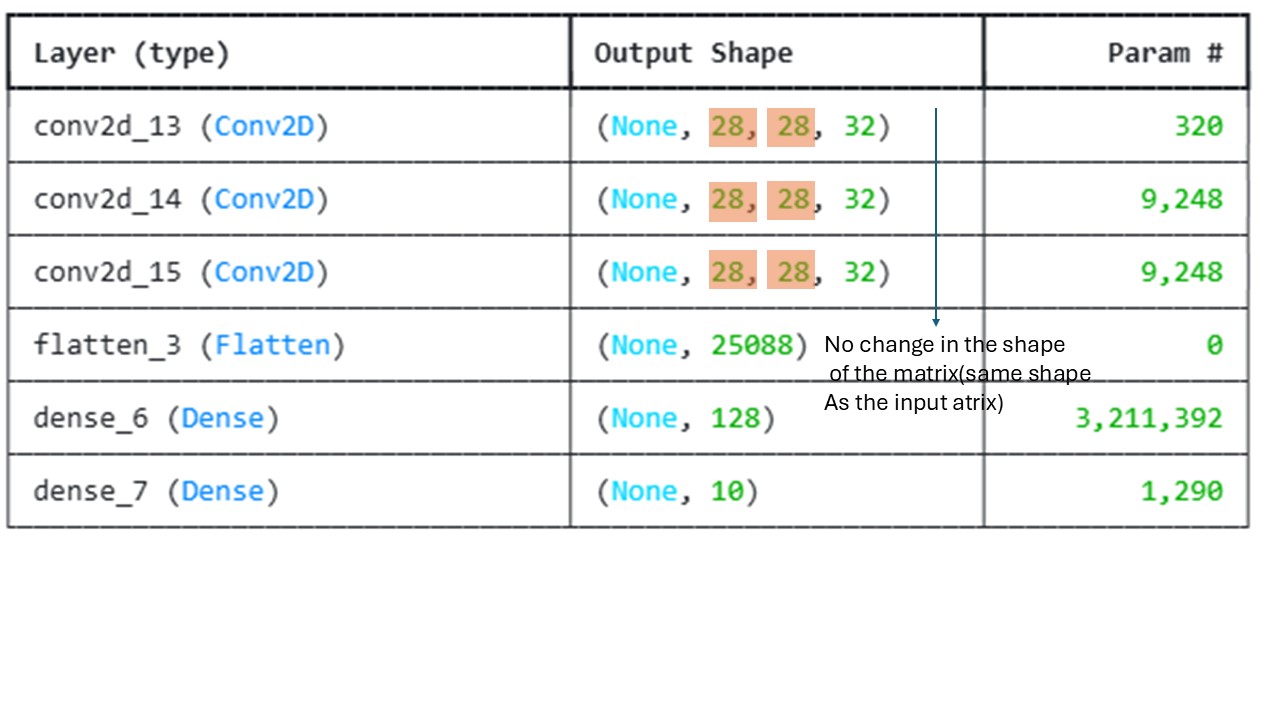 Layer (type) Output Shape Param #
conv2d_13 (Conv2D) (None, 28, 28, 32) 320
conv2d_14 (Conv2D) (None, 28, 28, 32) 9,248
conv2d_15 (Conv2D) (None, 28, 28, 32) 9,248
flatten_3 (Flatten) (None, 25088) 0
No change in the shape
of the matrix(same shape
As the input atrix)
dense_6 (Dense) (None, 128) 3,211,392
dense_7 (Dense) (None, 10) 1,290